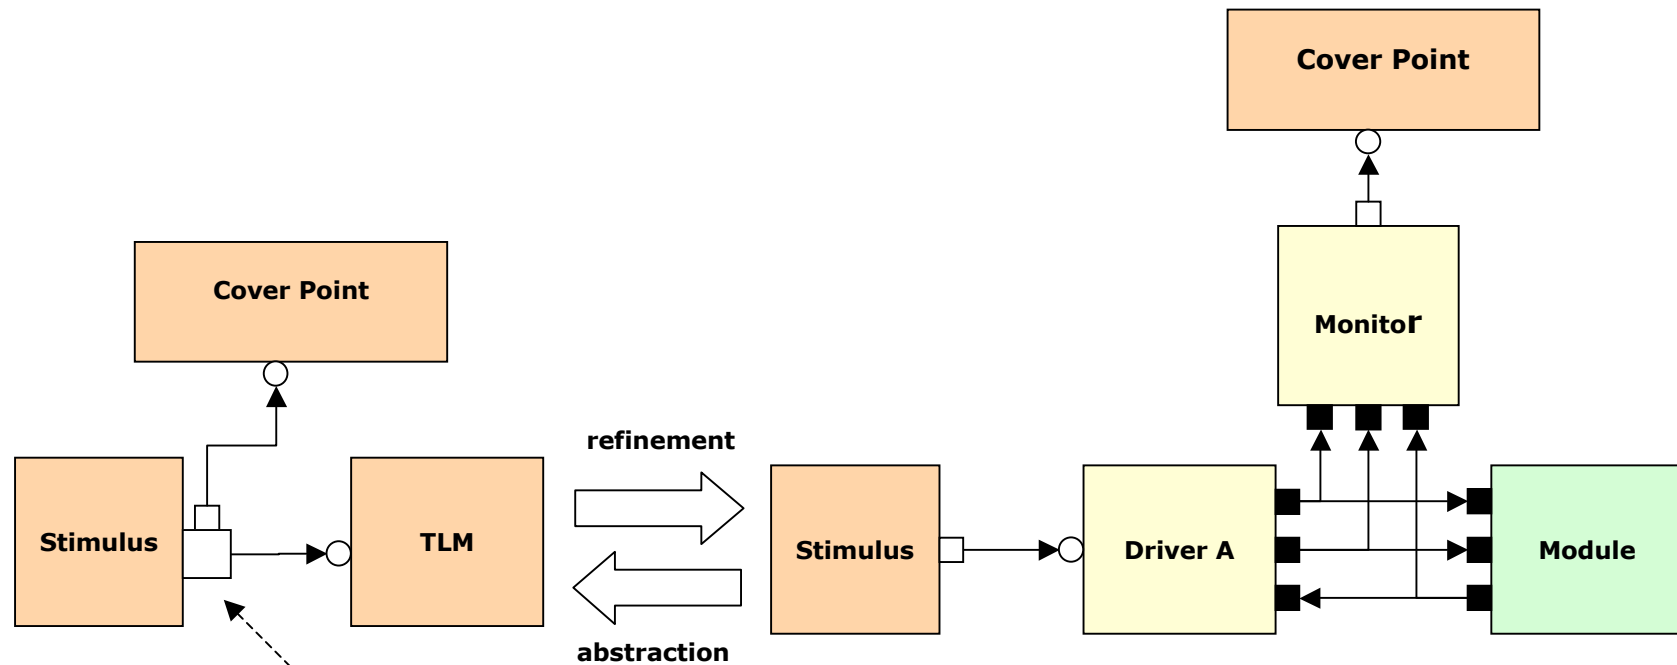 Cover Point
Cover Point
Monitor
refinement
Stimulus
TLM
Stimulus
Driver A
Module
abstraction